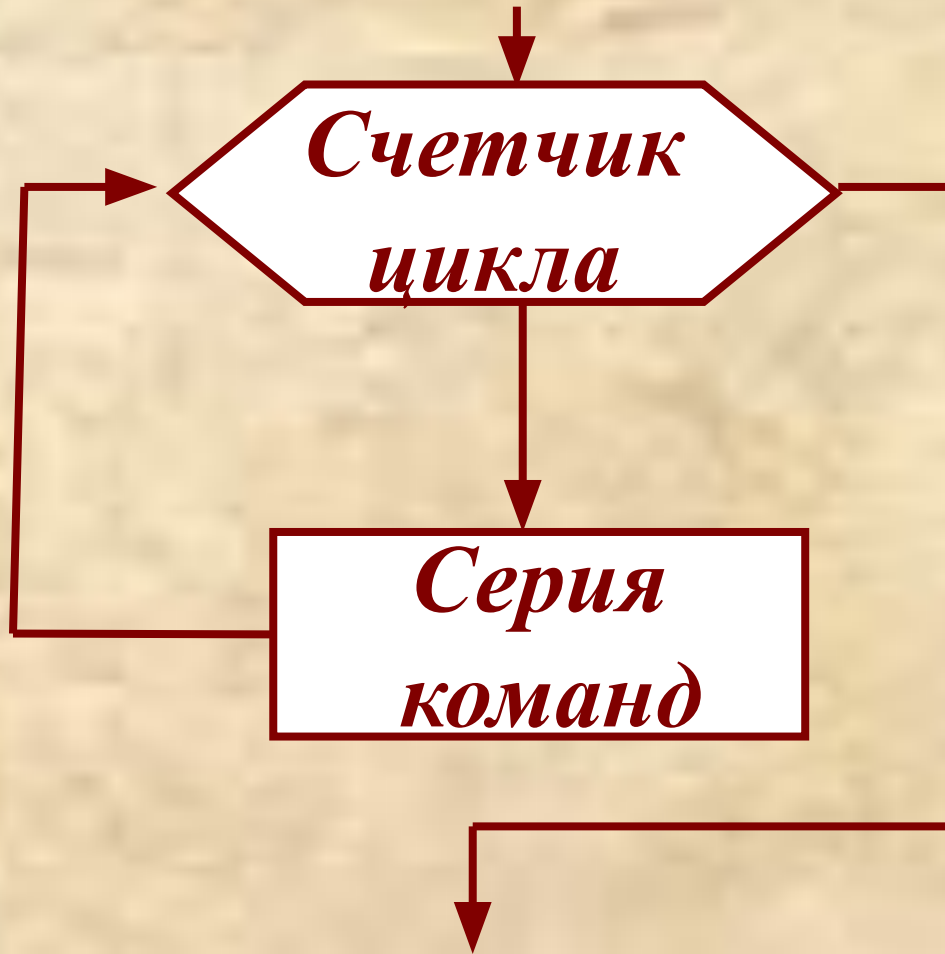 Счетчик
цикла
Серия
команд